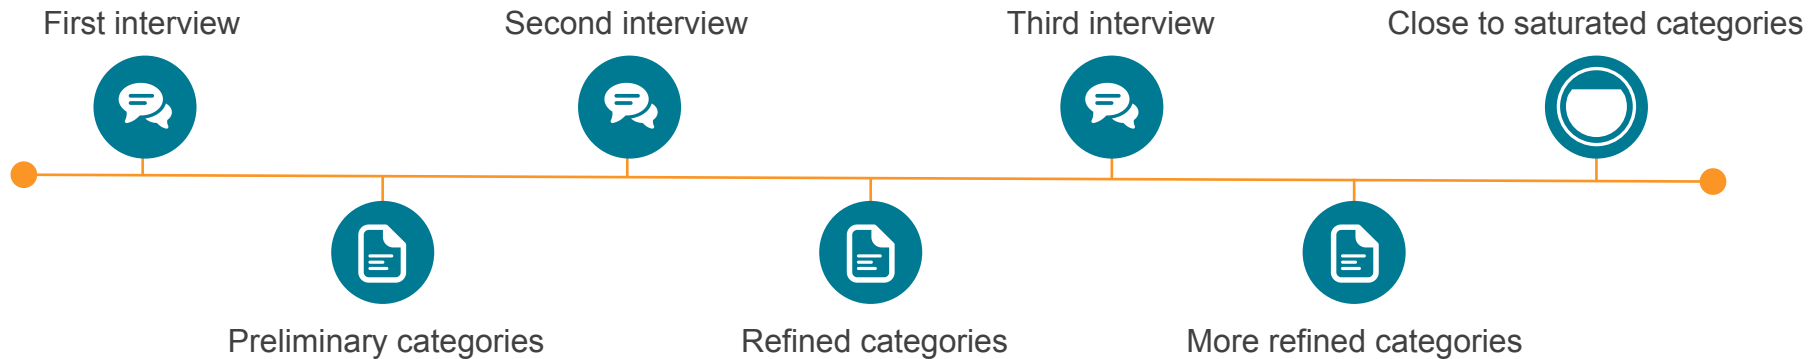 First interview
Second interview
Third interview
Close to saturated categories
Preliminary categories
Refined categories
More refined categories